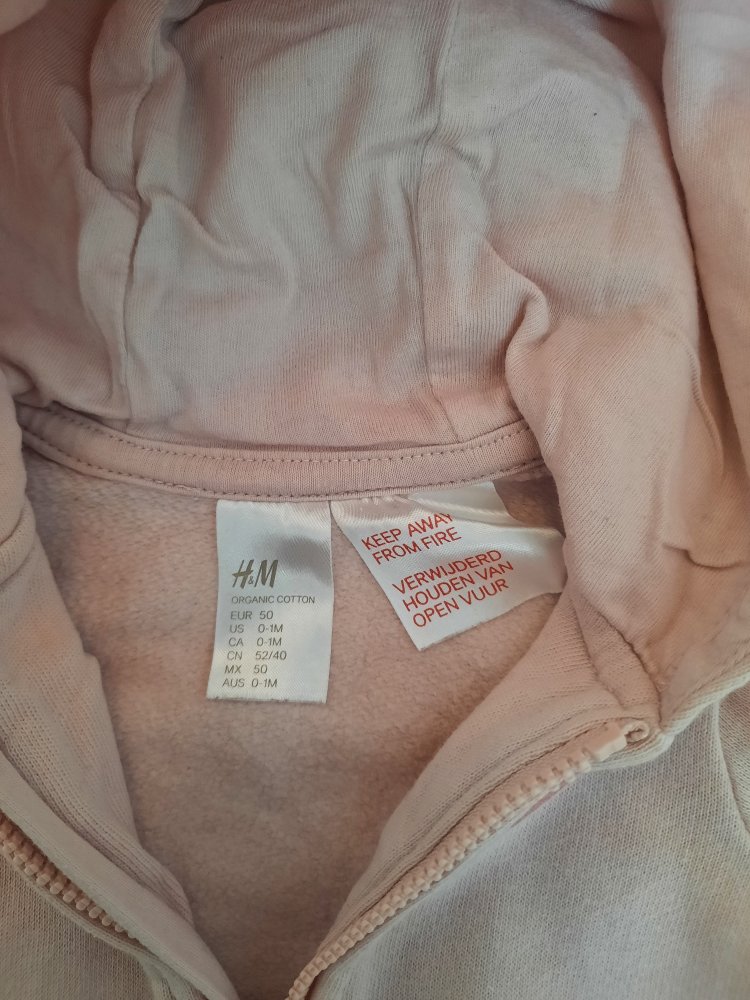 H&M
ORGANIC COTTON
EUR 50
US 0-1M
CA 0-1M
CN 52/40
MX 50
AUS 0-1M
KEEP AWAY
FROM FIRE
VERWIJDERD
HOUDEN VAN
OPEN VUUR